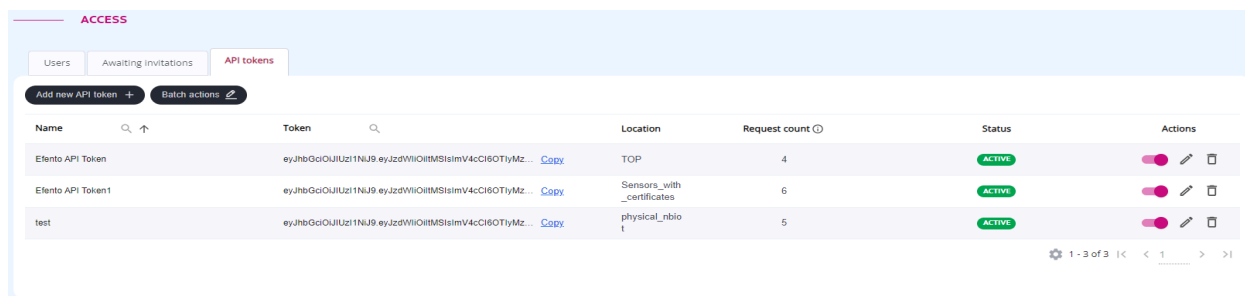 ACCESS
Users Awaiting invitations API tokens
Add new API token + Batch actions
Name Token Location Request count Status Actions
Efento API Token eyJhbGciOiJIUzI1NiJ9.eyJzdWIiOiItMSIsImV4cCI6OTIyMz... Copy TOP 4 ACTIVE
Efento API Token1 eyJhbGciOiJIUzI1NiJ9.eyJzdWIiOiItMSIsImV4cCI6OTIyMz... Copy Sensors_with
_certificates 6 ACTIVE
test eyJhbGciOiJIUzI1NiJ9.eyJzdWIiOiItMSIsImV4cCI6OTIyMz... Copy physical_nbio
t 5 ACTIVE
1 - 3 of 3 |< < 1 > >|